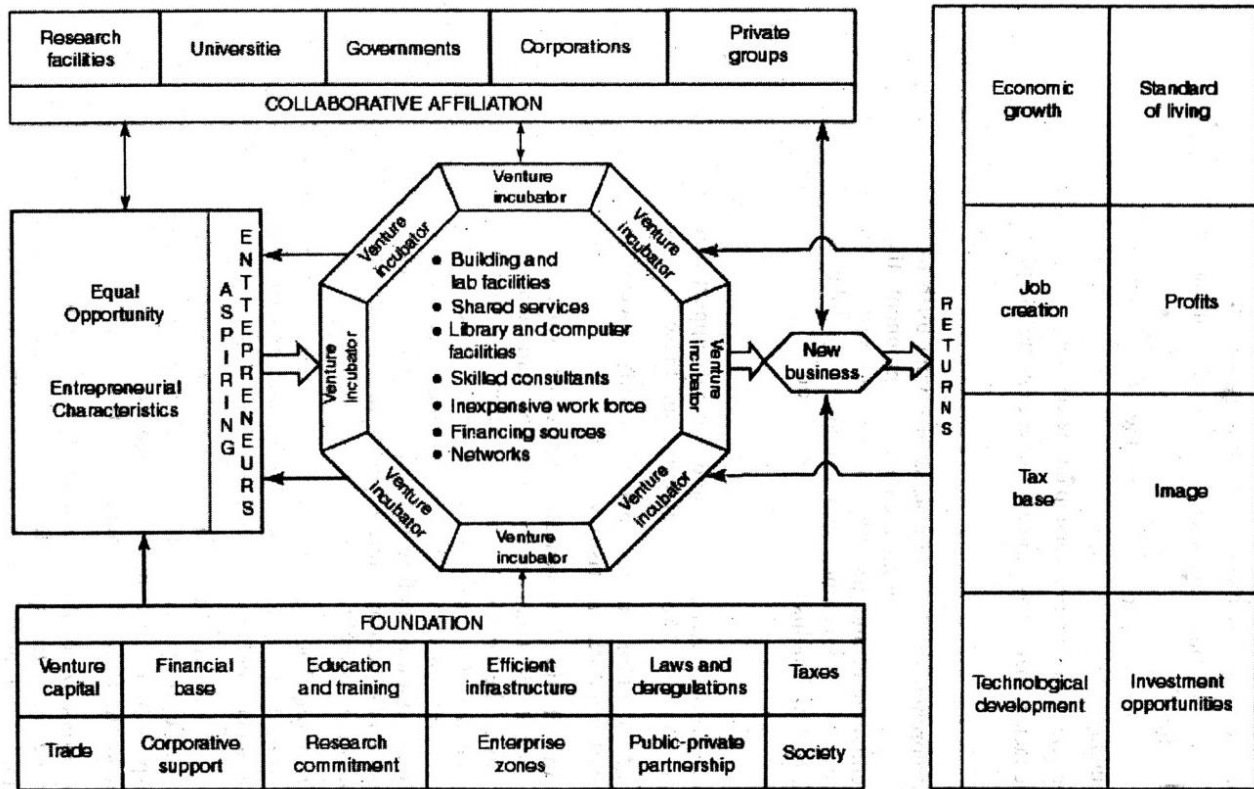 Research
facilities
Universitie
Governments
Corporations
Private
groups
COLLABORATIVE AFFILIATION
Equal
Opportunity
Entrepreneurial
Characteristics
ASPIRING
ENTTEPRENEURS
Venture
incubator
Venture
incubator
Venture
incubator
Venture
incubator
Venture
incubator
Venture
incubator
Venture
incubator
Venture
incubator
• Building and
lab facilities
• Shared services
• Library and computer
facilities
• Skilled consultants
• Inexpensive work force
• Financing sources
• Networks
New
business
RETURNS
Economic
growth
Standard
of living
Job
creation
Profits
Tax
base
Image
Technological
development
Investment
opportunities
FOUNDATION
Venture
capital
Financial
base
Education
and training
Efficient
infrastructure
Laws and
deregulations
Taxes
Trade
Corporative
support
Research
commitment
Enterprise
zones
Public-private
partnership
Society